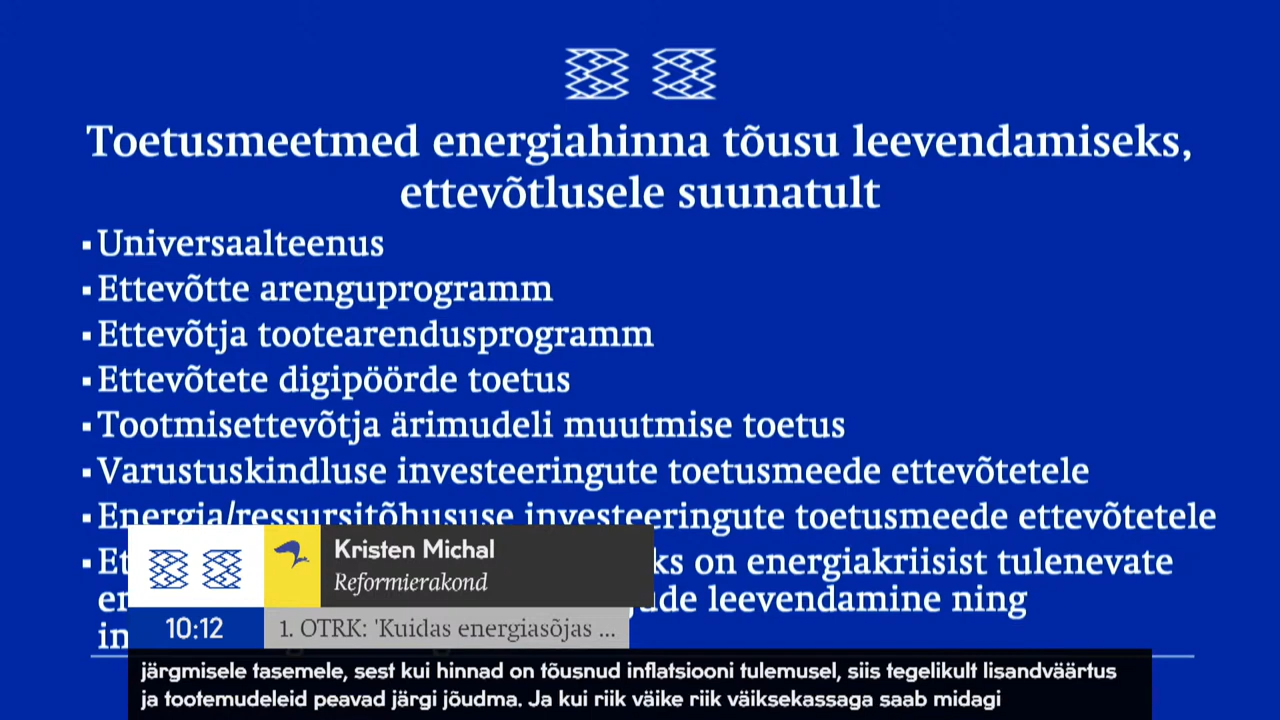 Toetusmeetmed energiahinna tõusu leevendamiseks,
ettevõtlusele suunatult
▪Universaalteenus
▪Ettevõtte arenguprogramm
▪Ettevõtja tootearendusprogramm
▪Ettevõtete digipöörde toetus
▪Tootmisettevõtja ärimudeli muutmise toetus
▪Varustuskindluse investeeringute toetusmeede ettevõtetele
▪Energia/ressursitõhususe investeeringute toetusmeede ettevõtetele
on energiakriisist tulenevate
leevendamine ning
Kristen Michal
Reformierakond
10:12
1. OTRK: 'Kuidas energiasõjas ...
järgmisele tasemele, sest kui hinnad on tõusnud inflatsiooni tulemusel, siis tegelikult lisandväärtus
ja tootemudeleid peavad järgi jõudma. Ja kui riik väike riik väiksekassaga saab midagi